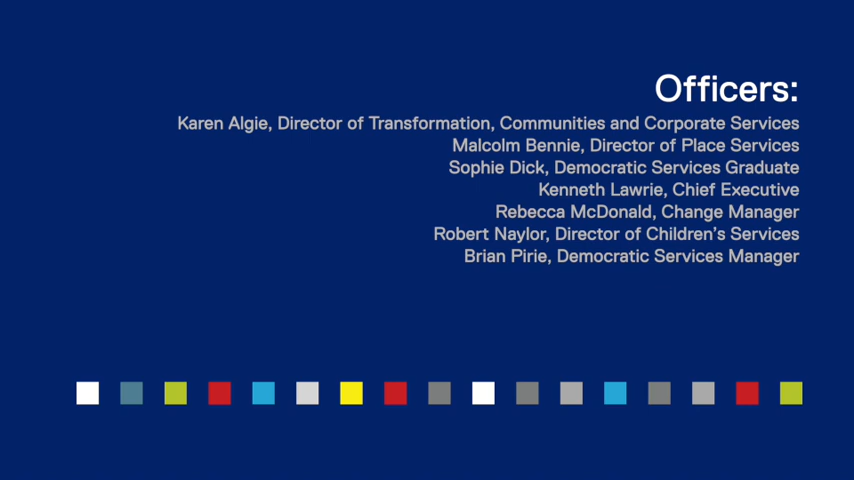 Officers:
Karen Algie, Director of Transformation, Communities and Corporate Services
Malcolm Bennie, Director of Place Services
Sophie Dick, Democratic Services Graduate
Kenneth Lawrie, Chief Executive
Rebecca McDonald, Change Manager
Robert Naylor, Director of Children's Services
Brian Pirie, Democratic Services Manager